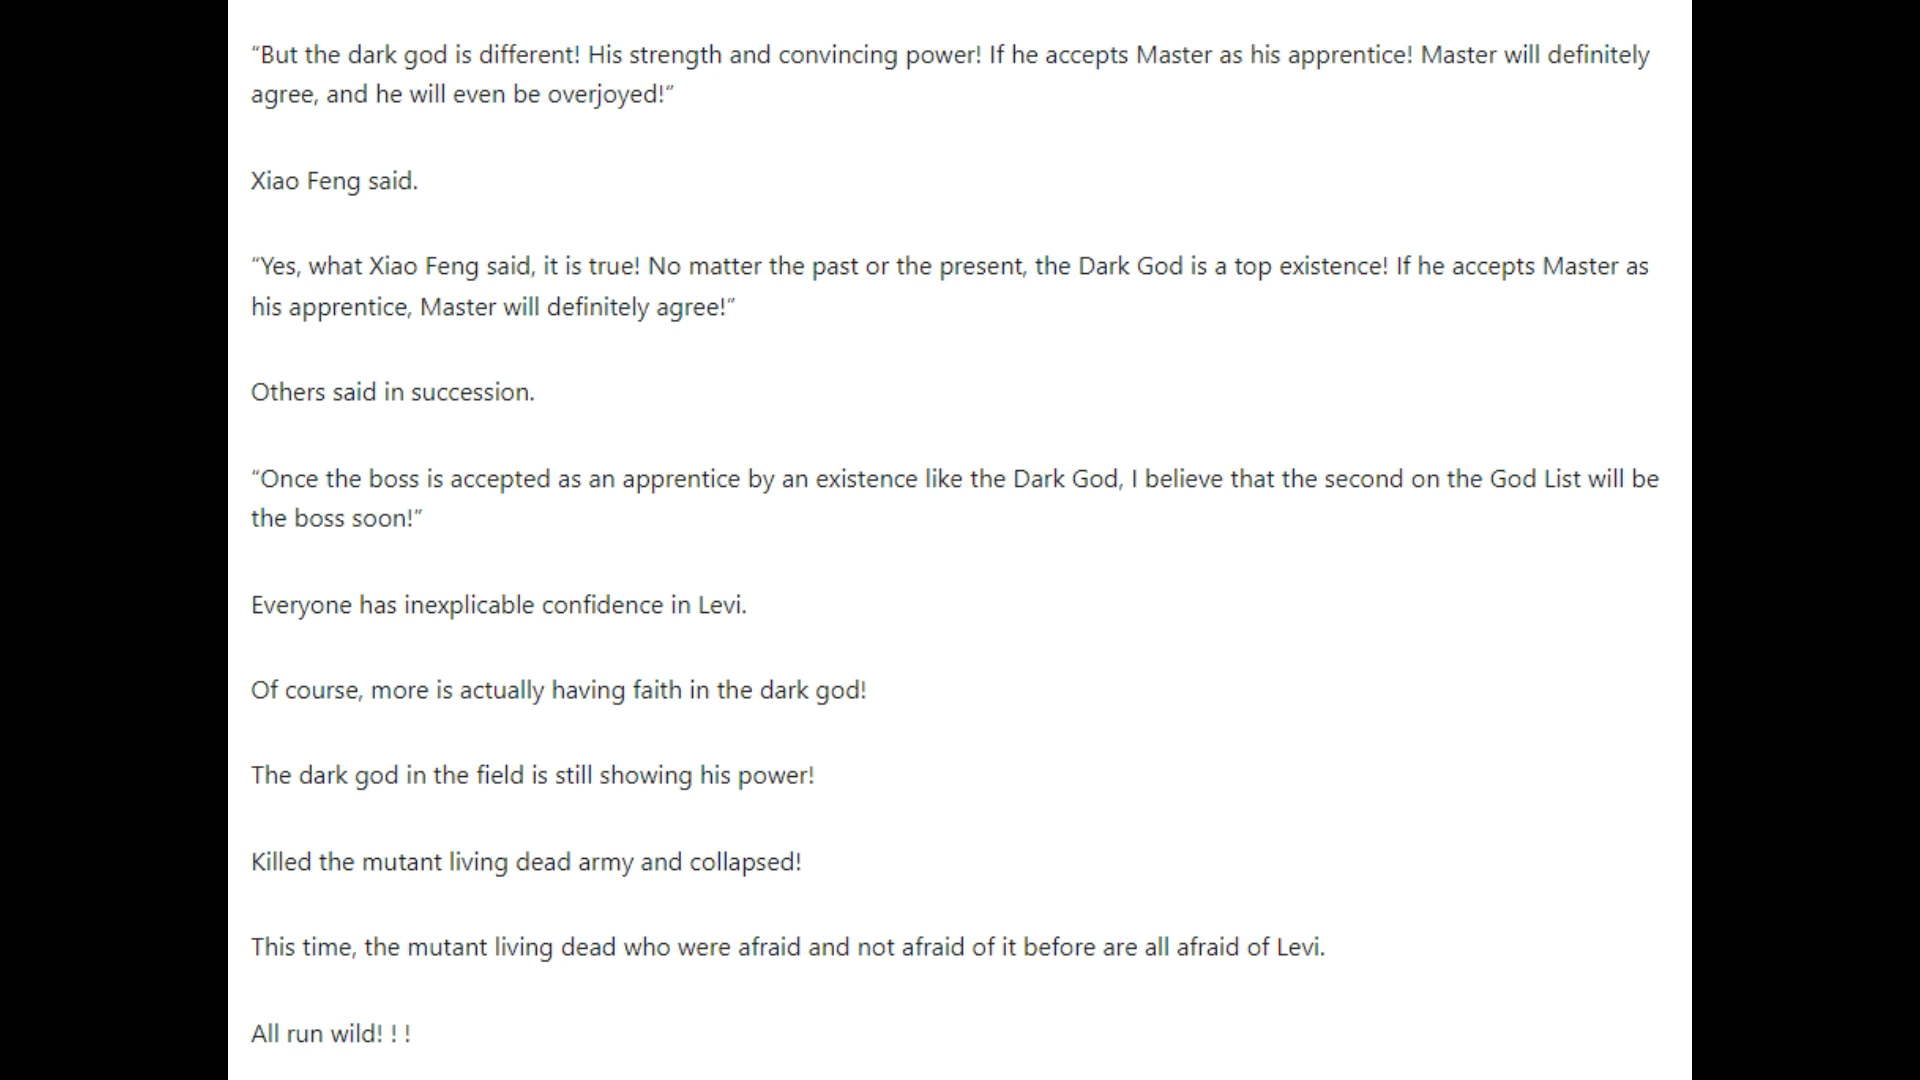 “But the dark god is different! His strength and convincing power! If he accepts Master as his apprentice! Master will definitely
agree, and he will even be overjoyed!”
Xiao Feng said.
“Yes, what Xiao Feng said, it is true! No matter the past or the present, the Dark God is a top existence! If he accepts Master as
his apprentice, Master will definitely agree!”
Others said in succession.
“Once the boss is accepted as an apprentice by an existence like the Dark God, I believe that the second on the God List will be
the boss soon!”
Everyone has inexplicable confidence in Levi.
Of course, more is actually having faith in the dark god!
The dark god in the field is still showing his power!
Killed the mutant living dead army and collapsed!
This time, the mutant living dead who were afraid and not afraid of it before are all afraid of Levi.
All run wild! ! !